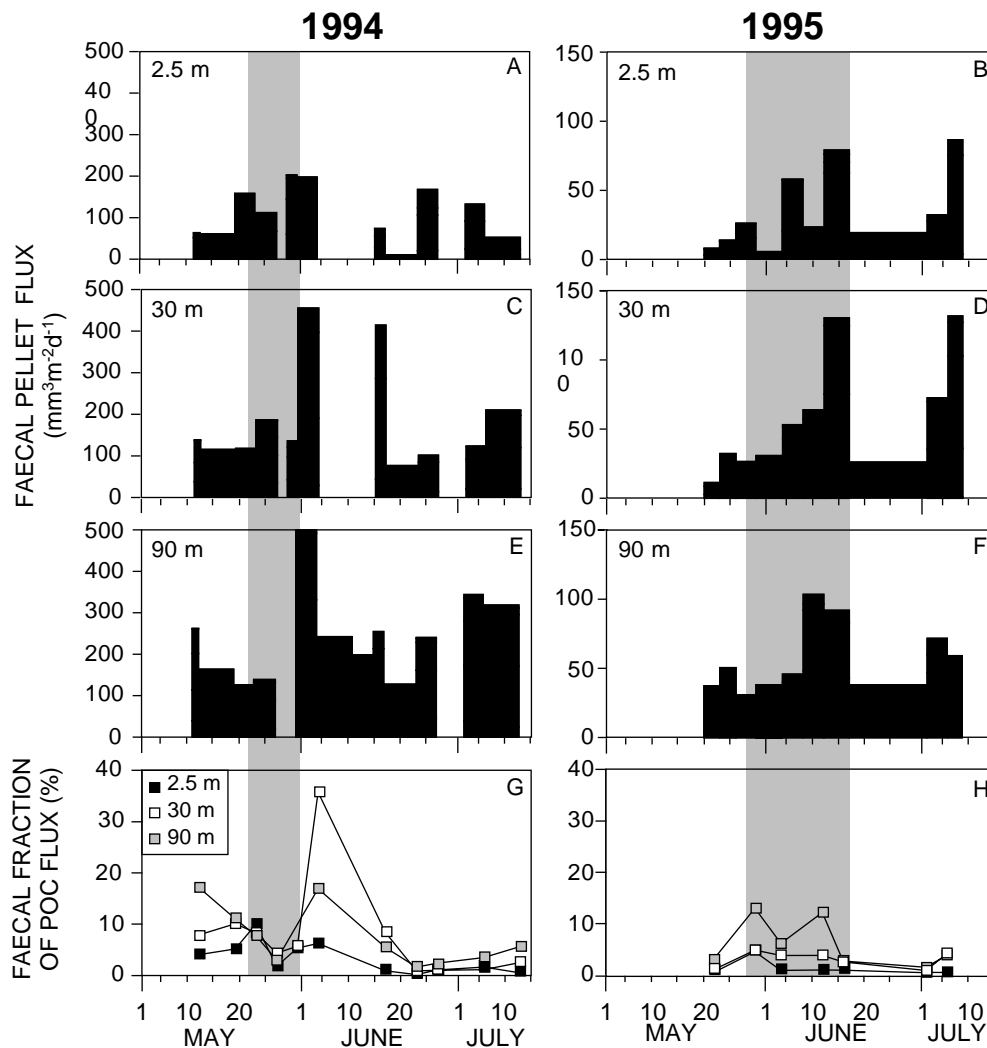 1994
1995
500
2.5 m
A
40
0
300
200
100
0
150
2.5 m
B
100
50
0
500
30 m
C
400
300
200
100
0
150
30 m
D
10
0
50
0
500
90 m
E
400
300
200
100
0
150
90 m
F
100
50
0
FAECAL PELLET FLUX
(mm³m⁻²d⁻¹)
40
2.5 m
30 m
90 m
G
30
20
10
0
40
H
30
20
10
0
FAECAL FRACTION
OF POC FLUX (%)
1 10 20 1 10 20 1 10
MAY JUNE JULY
1 10 20 1 10 20 1 10
MAY JUNE JULY